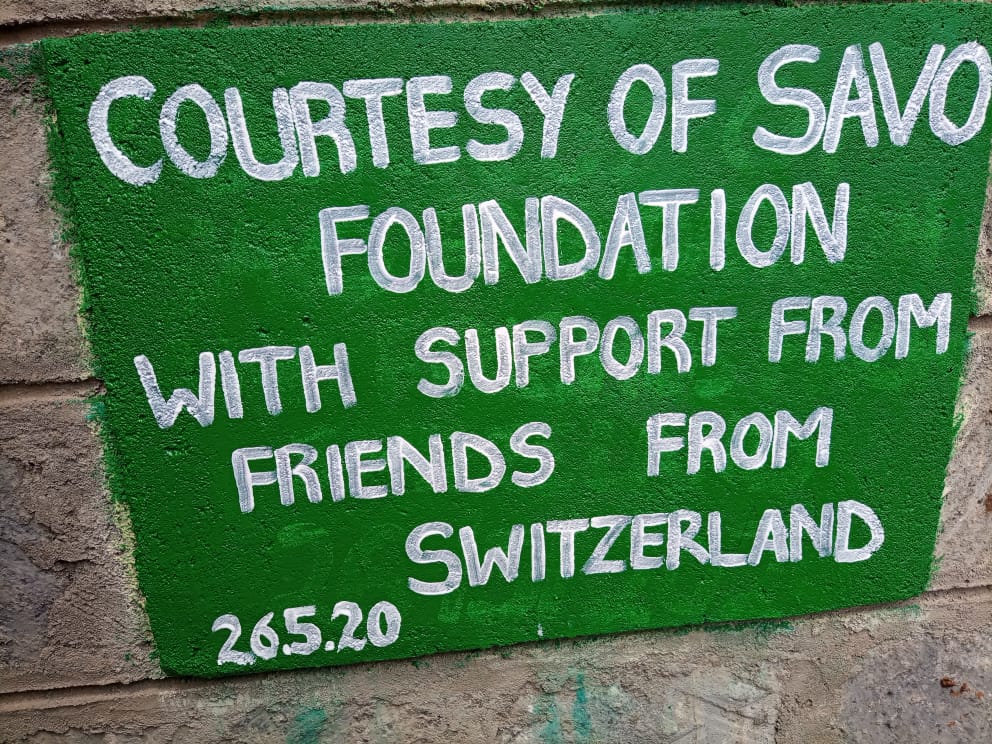 COURTESY OF SAVO
FOUNDATION
WITH SUPPORT FROM
FRIENDS FROM
SWITZERLAND
26.5.20